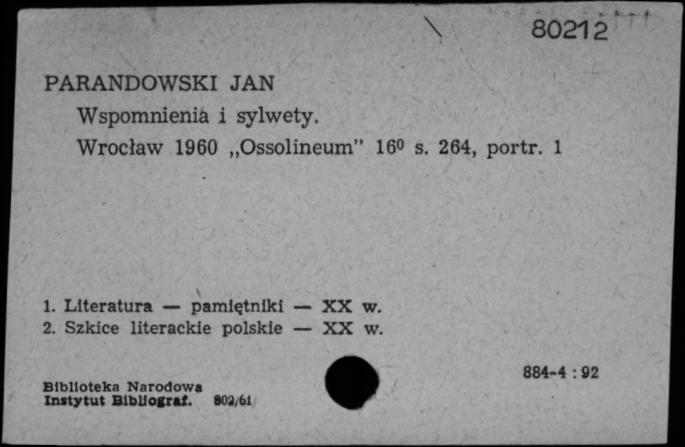 80212
PARANDOWSKI JAN
Wspomnienia i sylwety.
Wrocław 1960 „Ossolineum” 16⁰ s. 264, portr. 1
1. Literatura — pamiętniki — XX w.
2. Szkice literackie polskie — XX w.
884-4 : 92
Biblioteka Narodowa
Instytut Bibliograf. 802/61